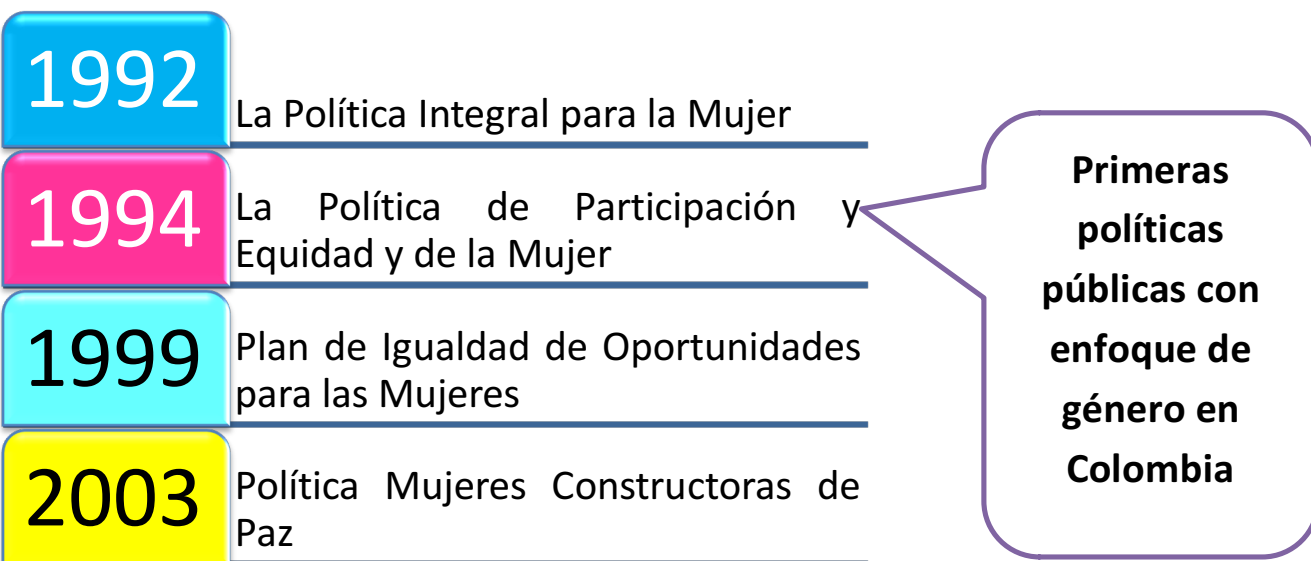 1992
La Política Integral para la Mujer
1994
La Política de Participación y
Equidad y de la Mujer
1999
Plan de Igualdad de Oportunidades
para las Mujeres
2003
Política Mujeres Constructoras de
Paz
Primeras
políticas
públicas con
enfoque de
género en
Colombia